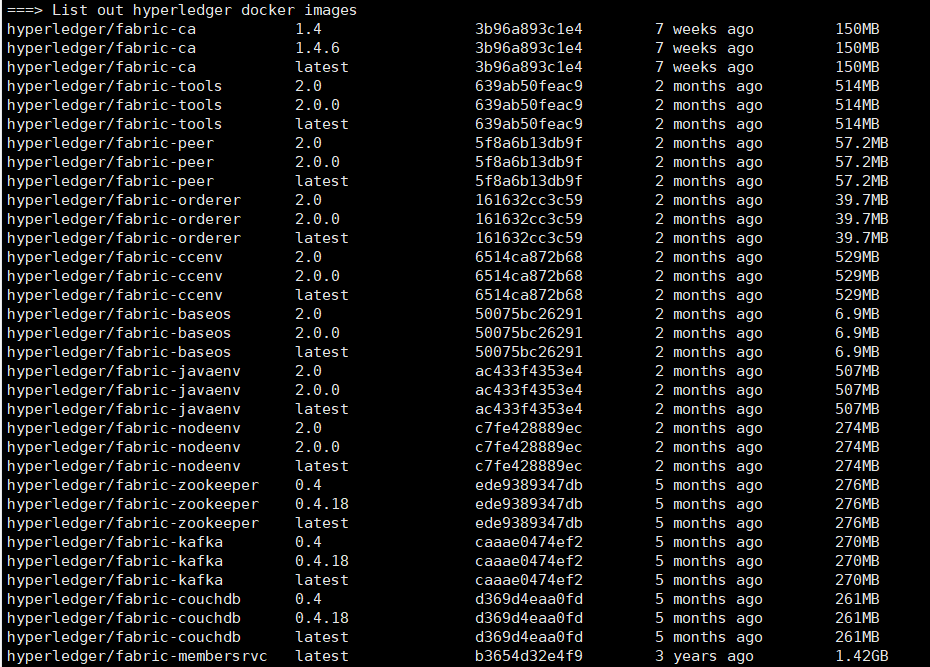 ===> List out hyperledger docker images
hyperledger/fabric-ca 1.4 3b96a893c1e4 7 weeks ago 150MB
hyperledger/fabric-ca 1.4.6 3b96a893c1e4 7 weeks ago 150MB
hyperledger/fabric-ca latest 3b96a893c1e4 7 weeks ago 150MB
hyperledger/fabric-tools 2.0 639ab50feac9 2 months ago 514MB
hyperledger/fabric-tools 2.0.0 639ab50feac9 2 months ago 514MB
hyperledger/fabric-tools latest 639ab50feac9 2 months ago 514MB
hyperledger/fabric-peer 2.0 5f8a6b13db9f 2 months ago 57.2MB
hyperledger/fabric-peer 2.0.0 5f8a6b13db9f 2 months ago 57.2MB
hyperledger/fabric-peer latest 5f8a6b13db9f 2 months ago 57.2MB
hyperledger/fabric-orderer 2.0 161632cc3c59 2 months ago 39.7MB
hyperledger/fabric-orderer 2.0.0 161632cc3c59 2 months ago 39.7MB
hyperledger/fabric-orderer latest 161632cc3c59 2 months ago 39.7MB
hyperledger/fabric-ccenv 2.0 6514ca872b68 2 months ago 529MB
hyperledger/fabric-ccenv 2.0.0 6514ca872b68 2 months ago 529MB
hyperledger/fabric-ccenv latest 6514ca872b68 2 months ago 529MB
hyperledger/fabric-baseos 2.0 50075bc26291 2 months ago 6.9MB
hyperledger/fabric-baseos 2.0.0 50075bc26291 2 months ago 6.9MB
hyperledger/fabric-baseos latest 50075bc26291 2 months ago 6.9MB
hyperledger/fabric-javaenv 2.0 ac433f4353e4 2 months ago 507MB
hyperledger/fabric-javaenv 2.0.0 ac433f4353e4 2 months ago 507MB
hyperledger/fabric-javaenv latest ac433f4353e4 2 months ago 507MB
hyperledger/fabric-nodeenv 2.0 c7fe428889ec 2 months ago 274MB
hyperledger/fabric-nodeenv 2.0.0 c7fe428889ec 2 months ago 274MB
hyperledger/fabric-nodeenv latest c7fe428889ec 2 months ago 274MB
hyperledger/fabric-zookeeper 0.4 ede9389347db 5 months ago 276MB
hyperledger/fabric-zookeeper 0.4.18 ede9389347db 5 months ago 276MB
hyperledger/fabric-zookeeper latest ede9389347db 5 months ago 276MB
hyperledger/fabric-kafka 0.4 caaae0474ef2 5 months ago 270MB
hyperledger/fabric-kafka 0.4.18 caaae0474ef2 5 months ago 270MB
hyperledger/fabric-kafka latest caaae0474ef2 5 months ago 270MB
hyperledger/fabric-couchdb 0.4 d369d4eaa0fd 5 months ago 261MB
hyperledger/fabric-couchdb 0.4.18 d369d4eaa0fd 5 months ago 261MB
hyperledger/fabric-couchdb latest d369d4eaa0fd 5 months ago 261MB
hyperledger/fabric-membersrvc latest b3654d32e4f9 3 years ago 1.42GB